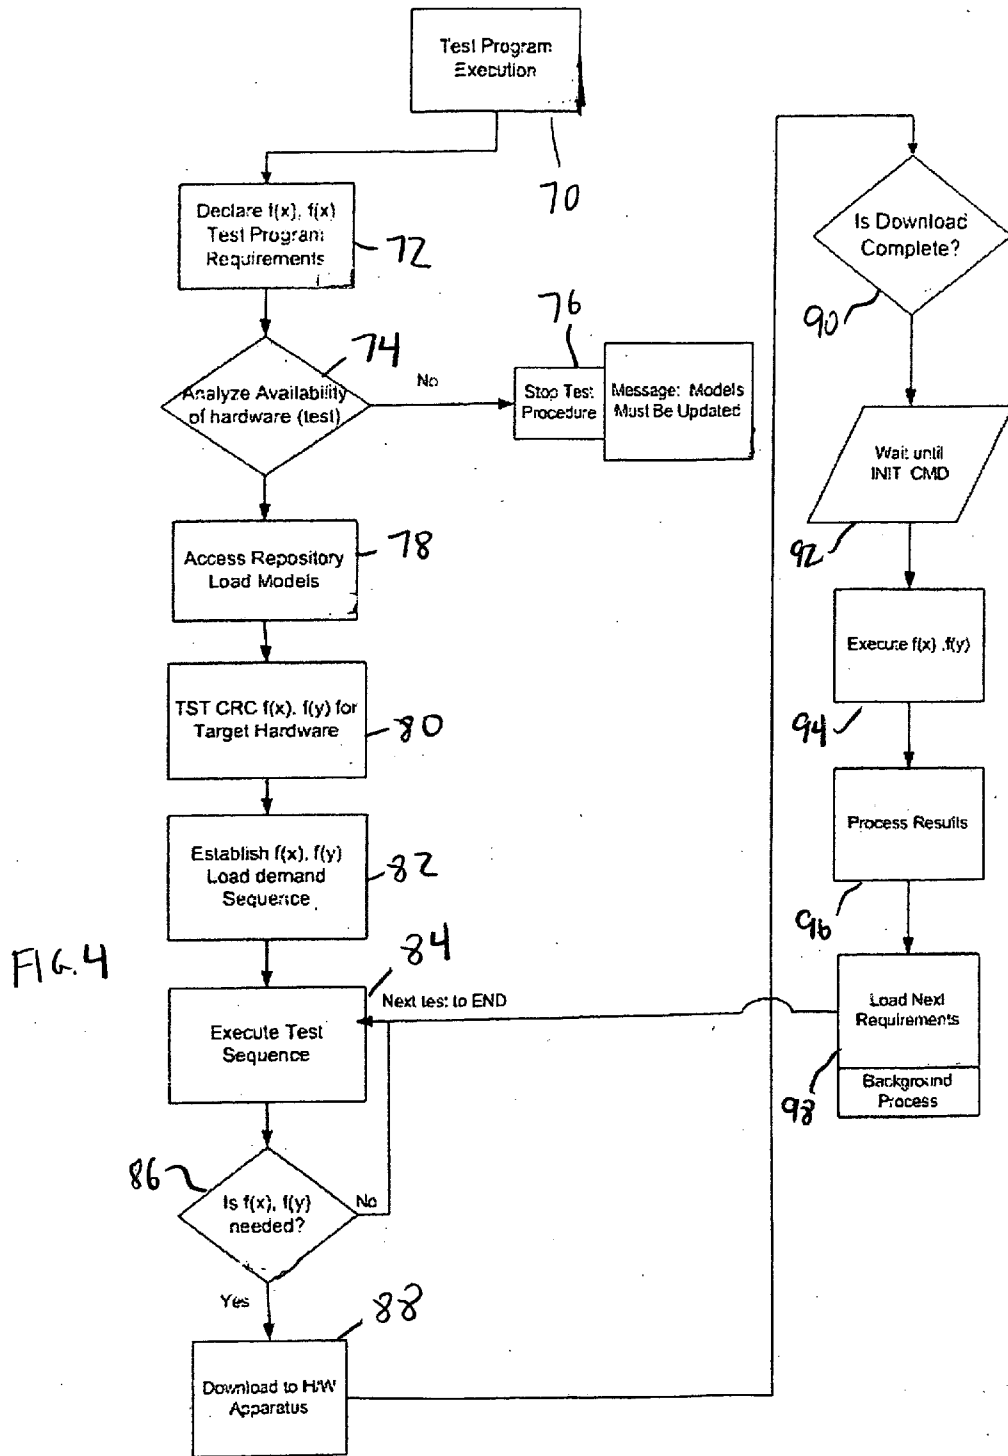 Test Program
Execution
70
Declare f(x), f(x)
Test Program
Requirements
72
74
Analyze Availability
of hardware (test)
No
76
Stop Test
Procedure
Message: Models
Must Be Updated
Access Repository
Load Models
78
TST CRC f(x), f(y) for
Target Hardware
80
Establish f(x), f(y)
Load demand
Sequence
82
FIG.4
84
Execute Test
Sequence
Next test to END
86
Is f(x), f(y)
needed?
No
Yes
88
Download to H/W
Apparatus
Is Download
Complete?
90
Wait until
INIT CMD
92
Execute f(x) ,f(y)
94
Process Results
96
Load Next
Requirements
98
Background
Process